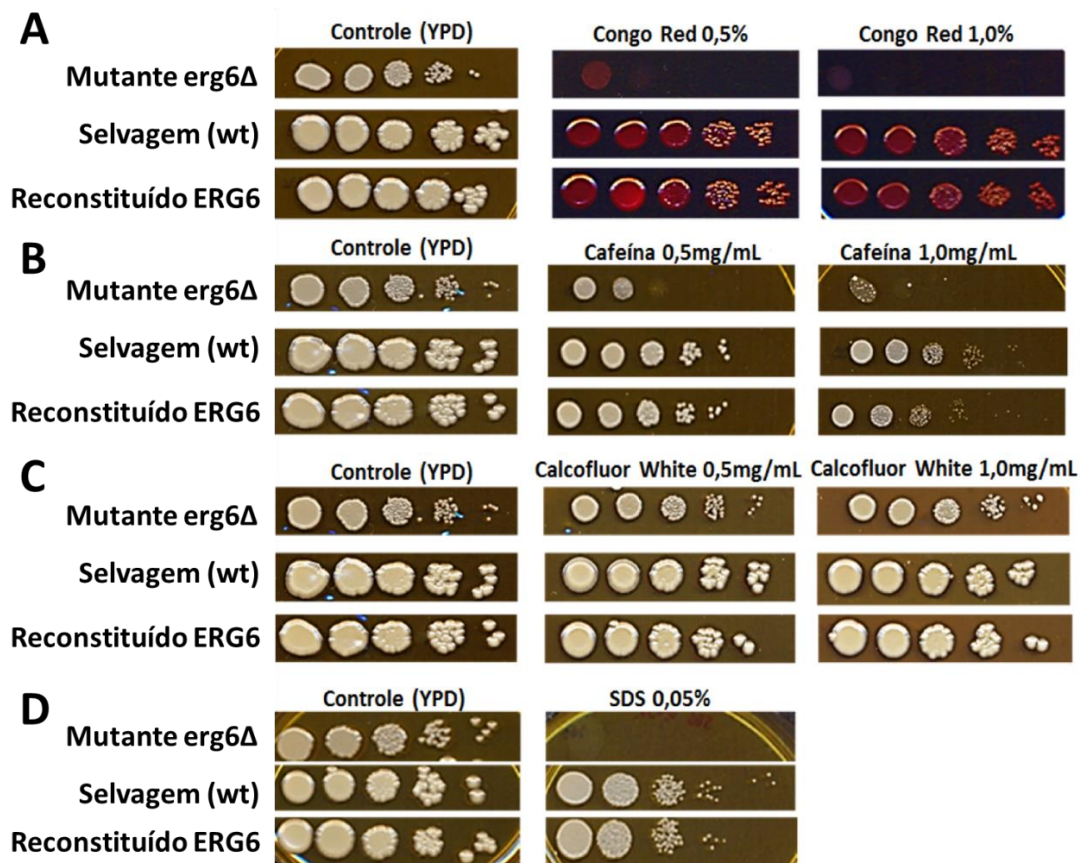 A
Controle (YPD) Congo Red 0,5% Congo Red 1,0%
Mutante erg6Δ
Selvagem (wt)
Reconstituído ERG6
B
Controle (YPD) Cafeína 0,5mg/mL Cafeína 1,0mg/mL
Mutante erg6Δ
Selvagem (wt)
Reconstituído ERG6
C
Controle (YPD) Calcofluor White 0,5mg/mL Calcofluor White 1,0mg/mL
Mutante erg6Δ
Selvagem (wt)
Reconstituído ERG6
D
Controle (YPD) SDS 0,05%
Mutante erg6Δ
Selvagem (wt)
Reconstituído ERG6